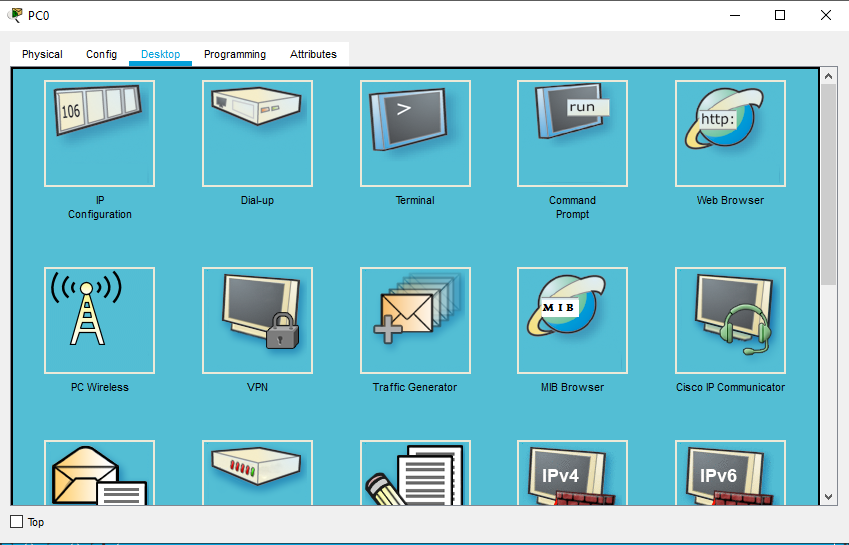 PC0
Physical Config Desktop Programming Attributes
106
>
run
http:
IP
Configuration
Dial-up
Terminal
Command
Prompt
Web Browser
MIB
PC Wireless
VPN
Traffic Generator
MIB Browser
Cisco IP Communicator
IPv4
IPv6
Top